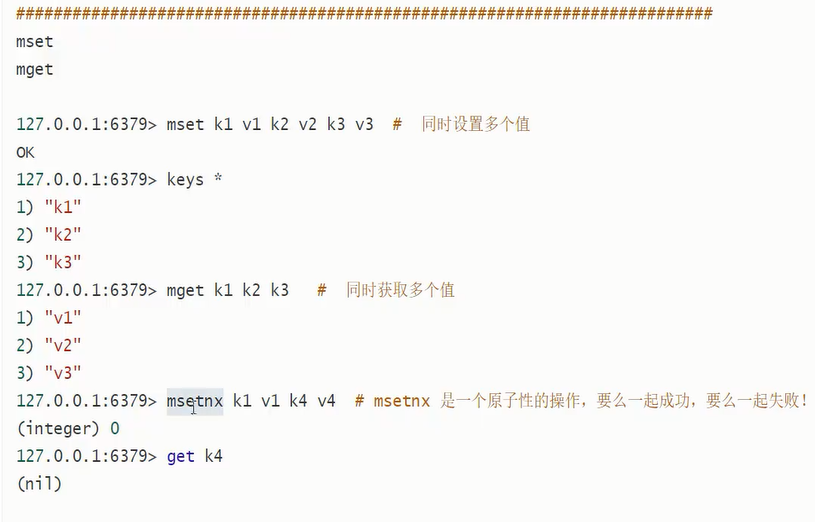 ##########################################################################
mset
mget
127.0.0.1:6379> mset k1 v1 k2 v2 k3 v3  #  同时设置多个值
OK
127.0.0.1:6379> keys *
1) "k1"
2) "k2"
3) "k3"
127.0.0.1:6379> mget k1 k2 k3   #  同时获取多个值
1) "v1"
2) "v2"
3) "v3"
127.0.0.1:6379> msetnx k1 v1 k4 v4  # msetnx 是一个原子性的操作，要么一起成功，要么一起失败！
(integer) 0
127.0.0.1:6379> get k4
(nil)